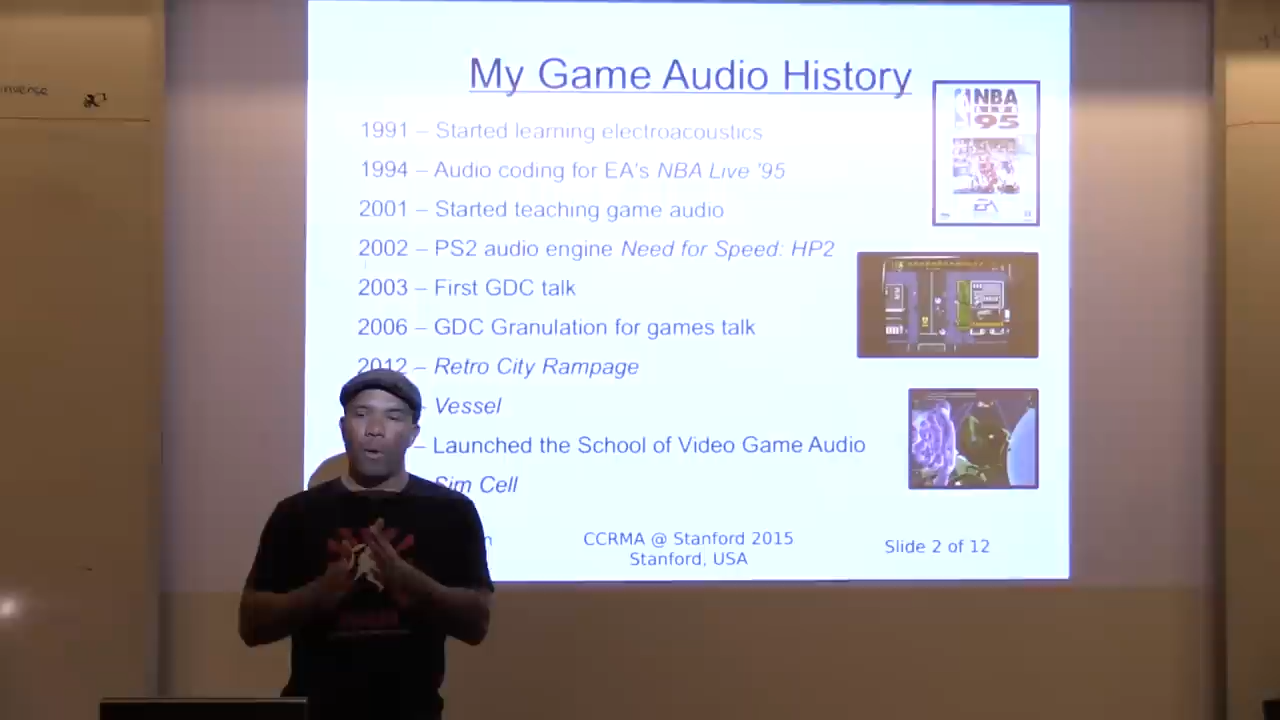 My Game Audio History
1991 – Started learning electroacoustics
1994 – Audio coding for EA's NBA Live '95
2001 – Started teaching game audio
2002 – PS2 audio engine Need for Speed: HP2
2003 – First GDC talk
2006 – GDC Granulation for games talk
2012 – Retro City Rampage
– Vessel
– Launched the School of Video Game Audio
Sim Cell
NBA
95
EA
CCRMA @ Stanford 2015
Stanford, USA
Slide 2 of 12